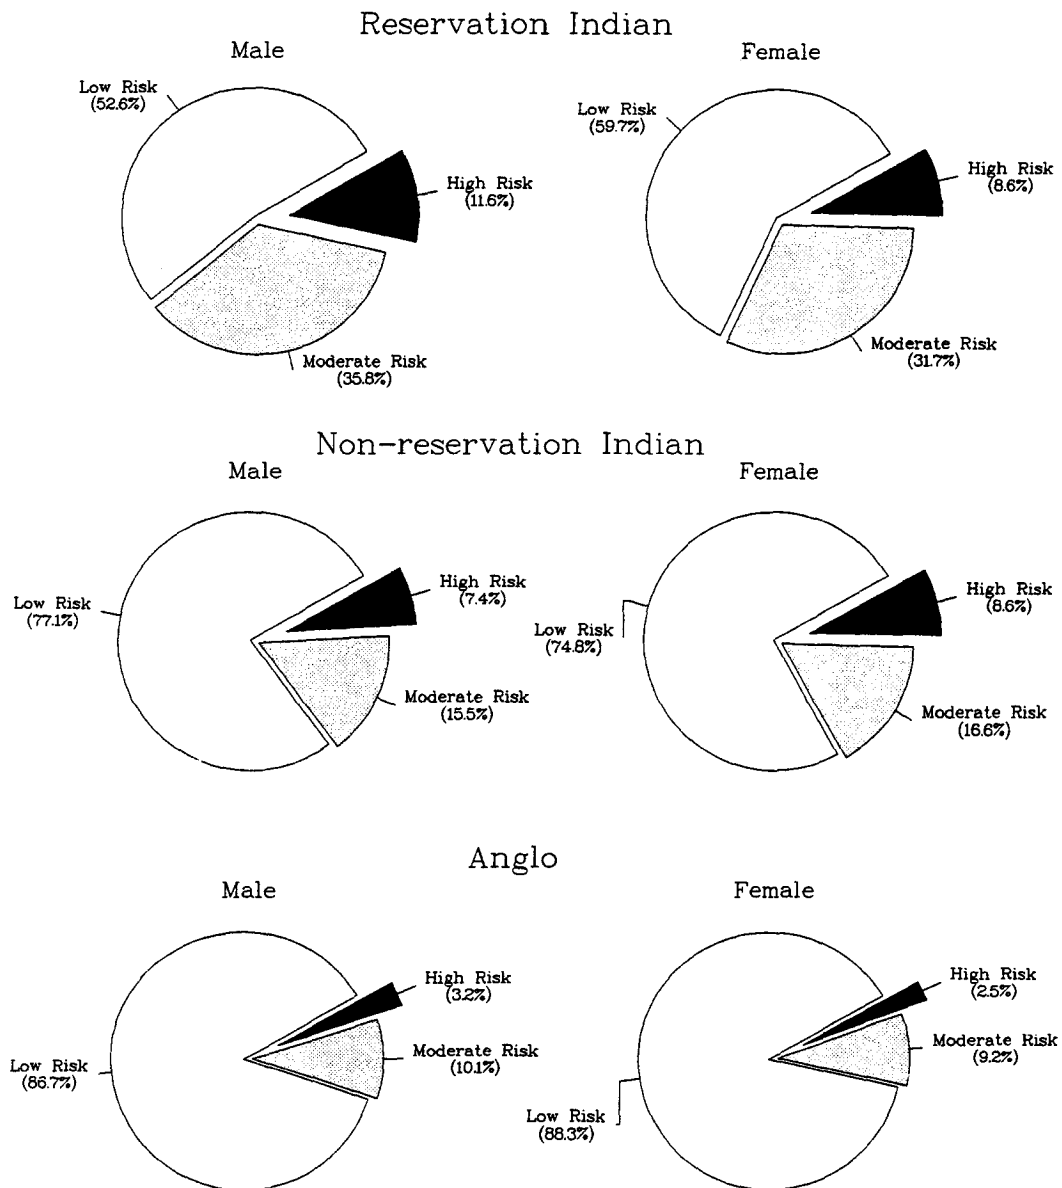 Reservation Indian
Male
Female
Low Risk
(52.6%)
High Risk
(11.6%)
Moderate Risk
(35.8%)
Low Risk
(59.7%)
High Risk
(8.6%)
Moderate Risk
(31.7%)
Non-reservation Indian
Male
Female
Low Risk
(77.1%)
High Risk
(7.4%)
Moderate Risk
(15.5%)
Low Risk
(74.8%)
High Risk
(8.6%)
Moderate Risk
(16.6%)
Anglo
Male
Female
Low Risk
(86.7%)
High Risk
(3.2%)
Moderate Risk
(10.1%)
Low Risk
(88.3%)
High Risk
(2.5%)
Moderate Risk
(9.2%)